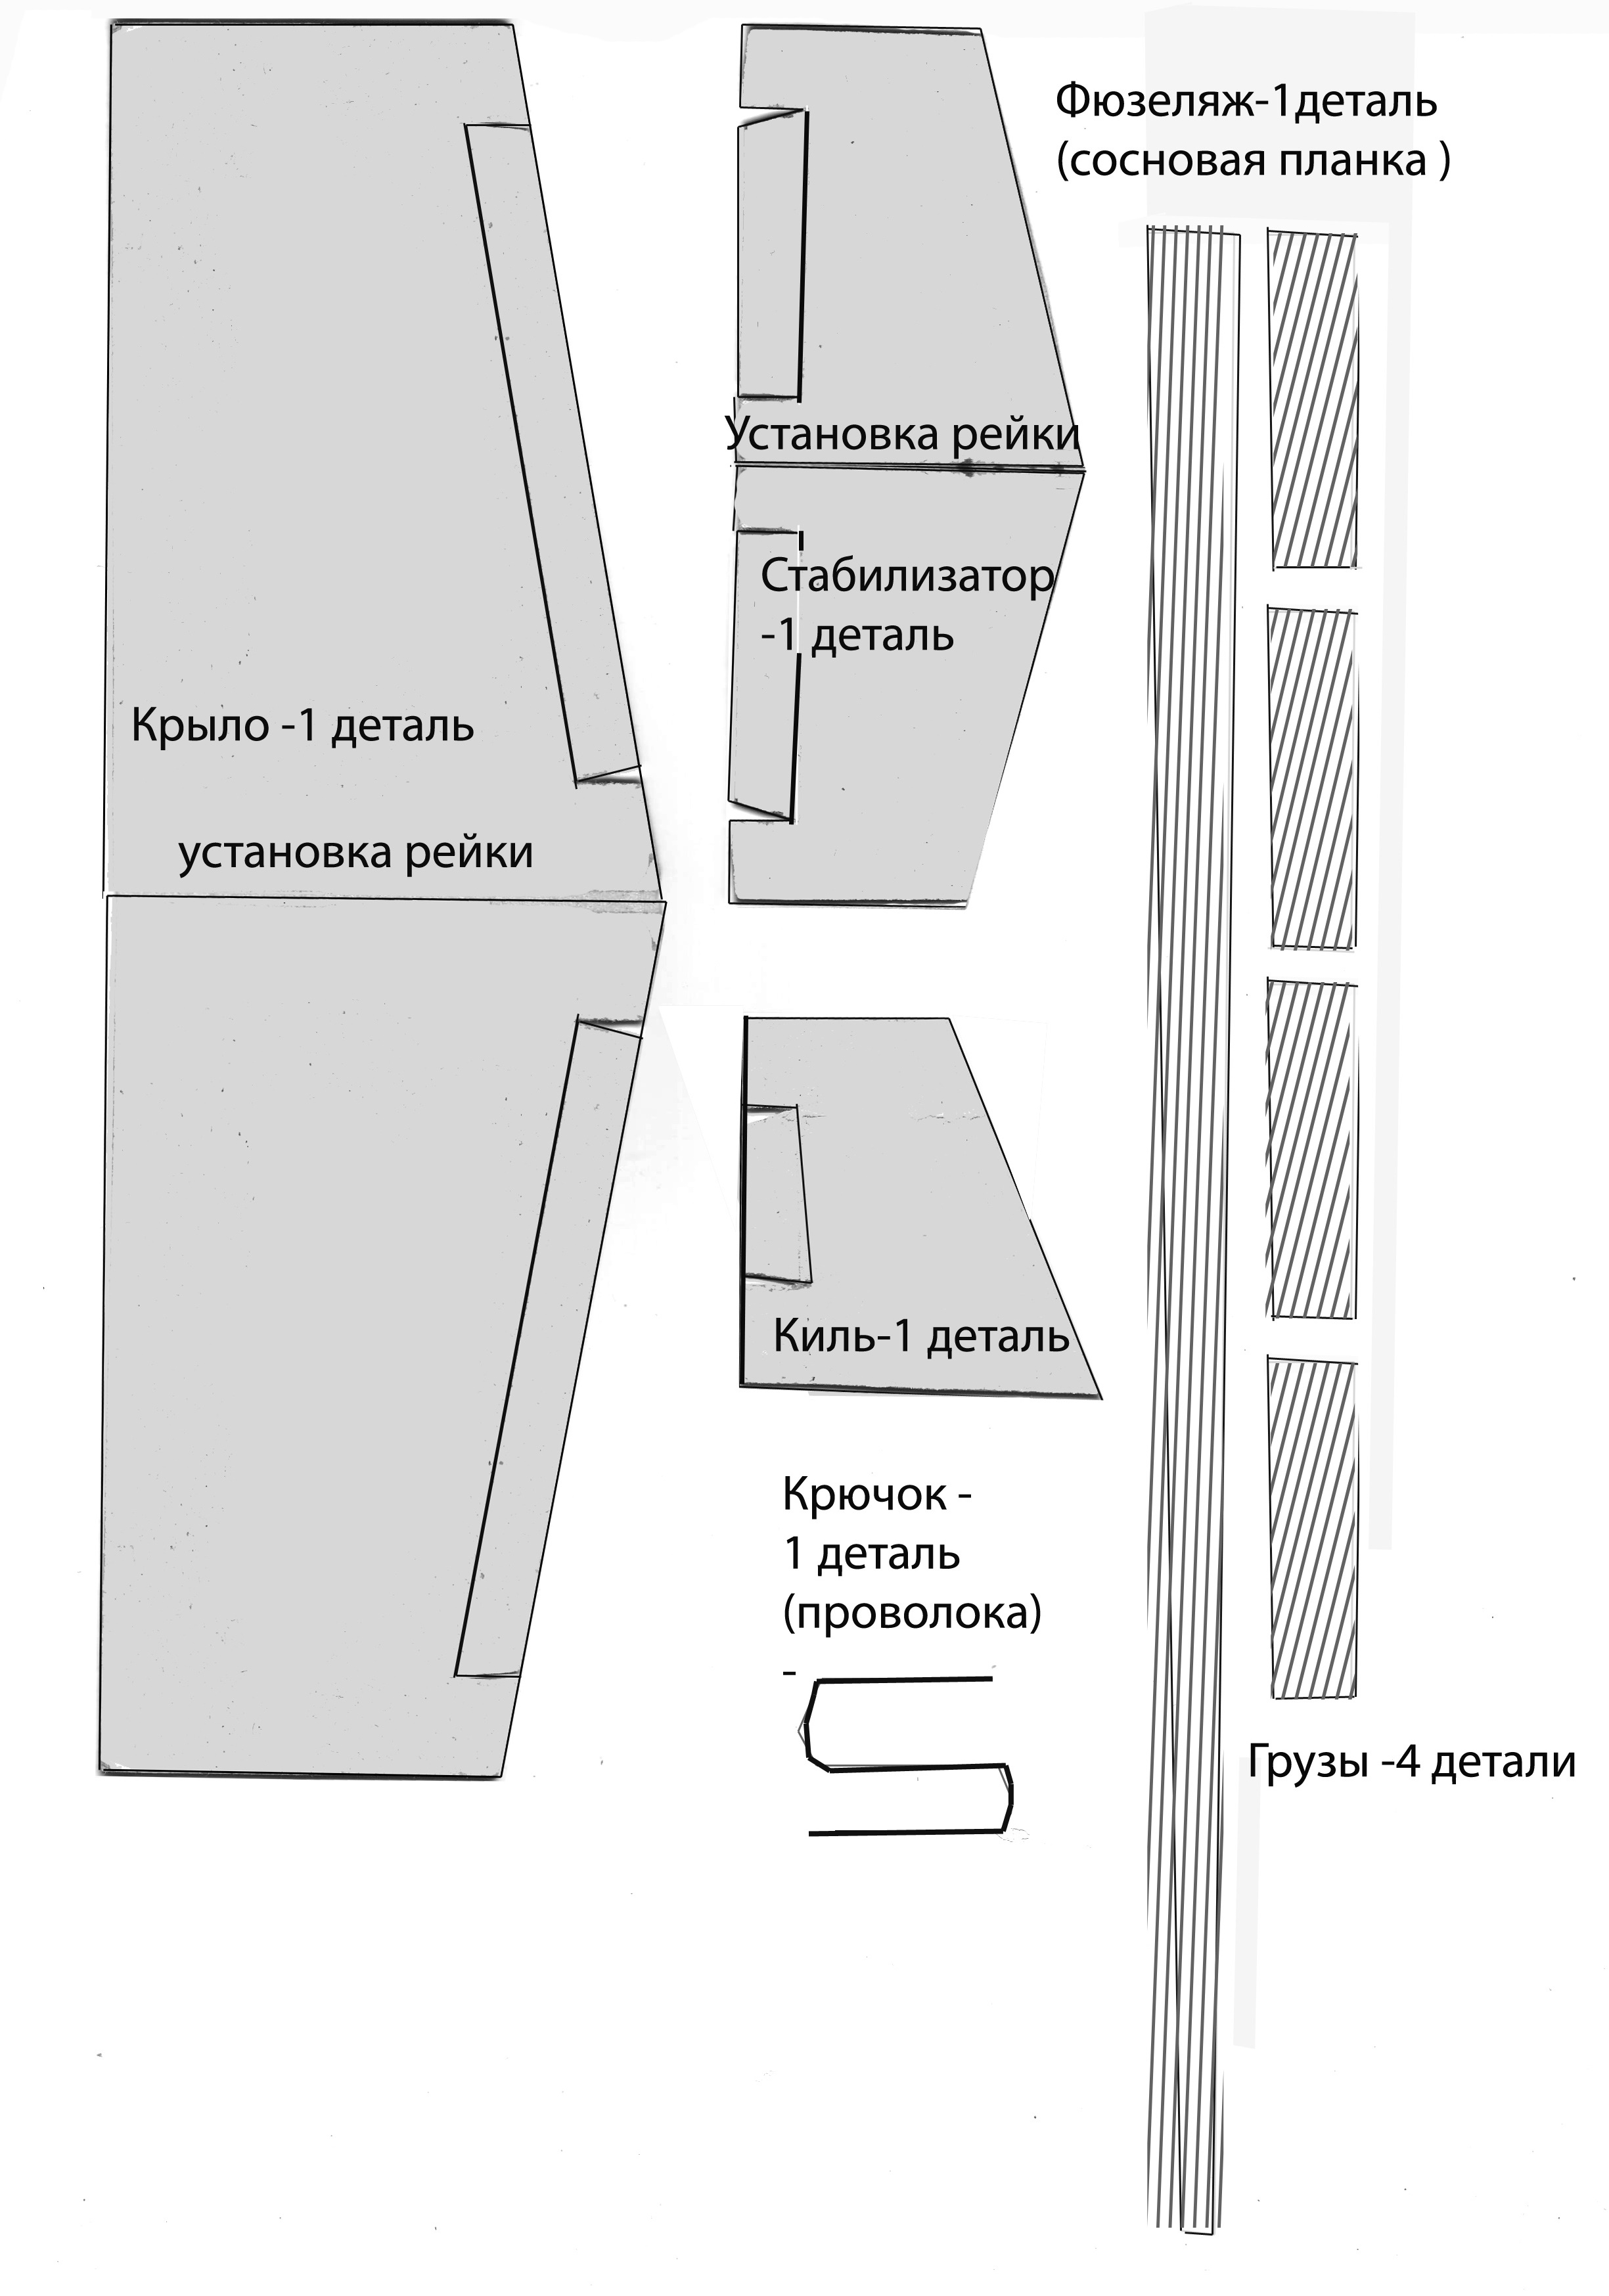 Фюзеляж-1деталь
(сосновая планка )
Установка рейки
Стабилизатор
-1 деталь
Крыло -1 деталь
установка рейки
Киль-1 деталь
Крючок -
1 деталь
(проволока)
-
Грузы -4 детали